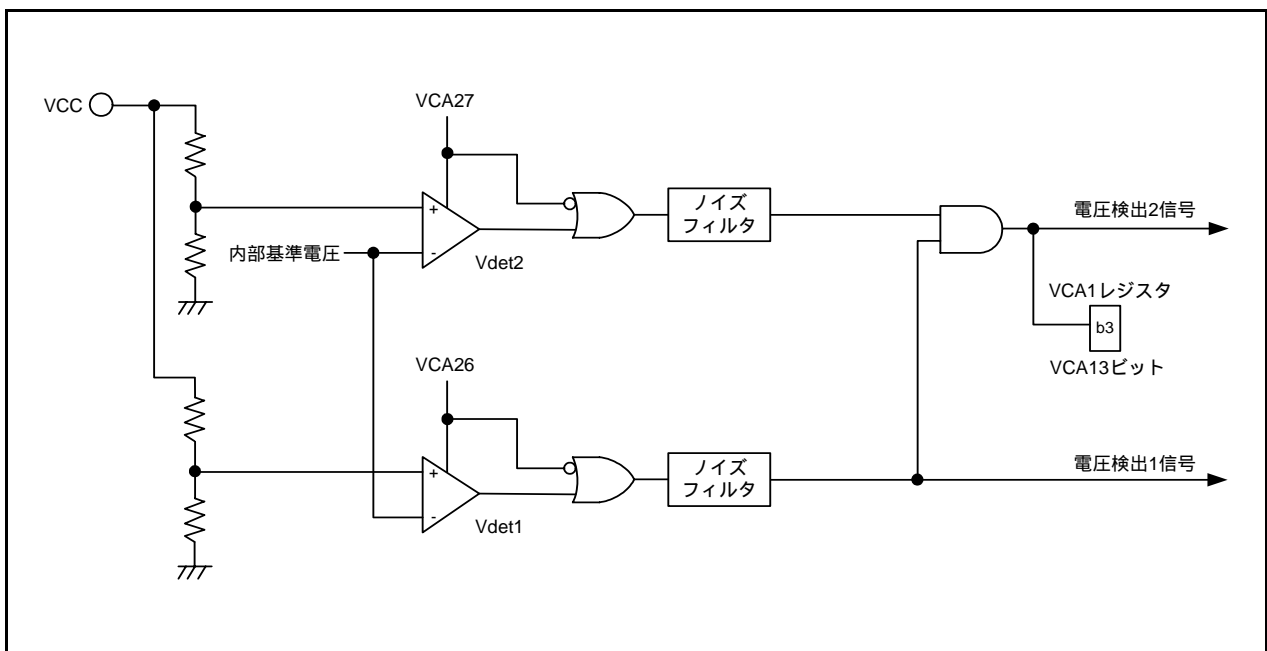 VCC
VCA27
+
-
Vdet2
内部基準電圧
ノイズ
フィルタ
電圧検出2信号
VCA1レジスタ
b3
VCA13ビット
VCA26
+
-
Vdet1
ノイズ
フィルタ
電圧検出1信号